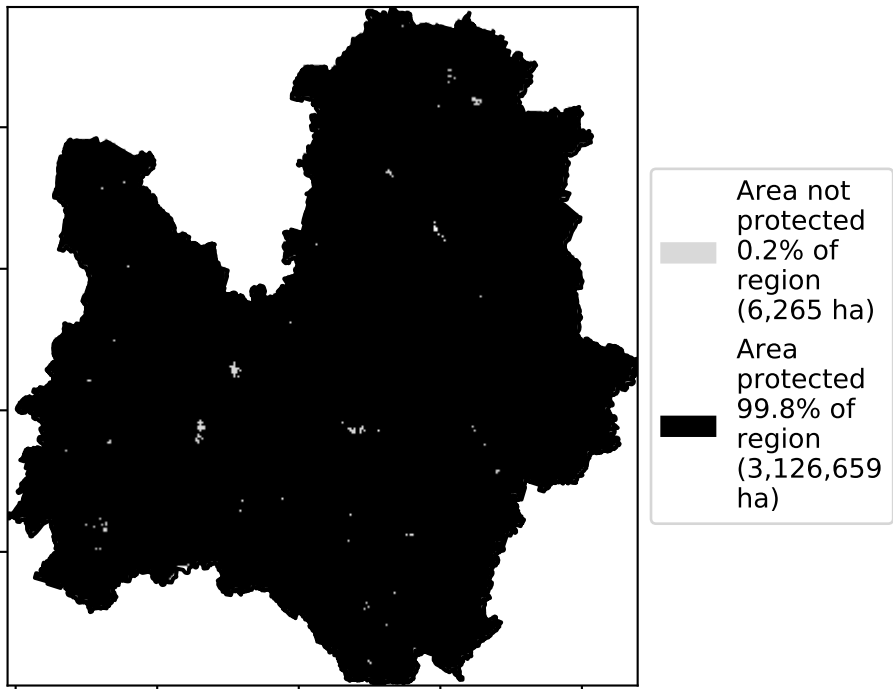 Area not
protected
0.2% of
region
(6,265 ha)
Area
protected
99.8% of
region
(3,126,659
ha)